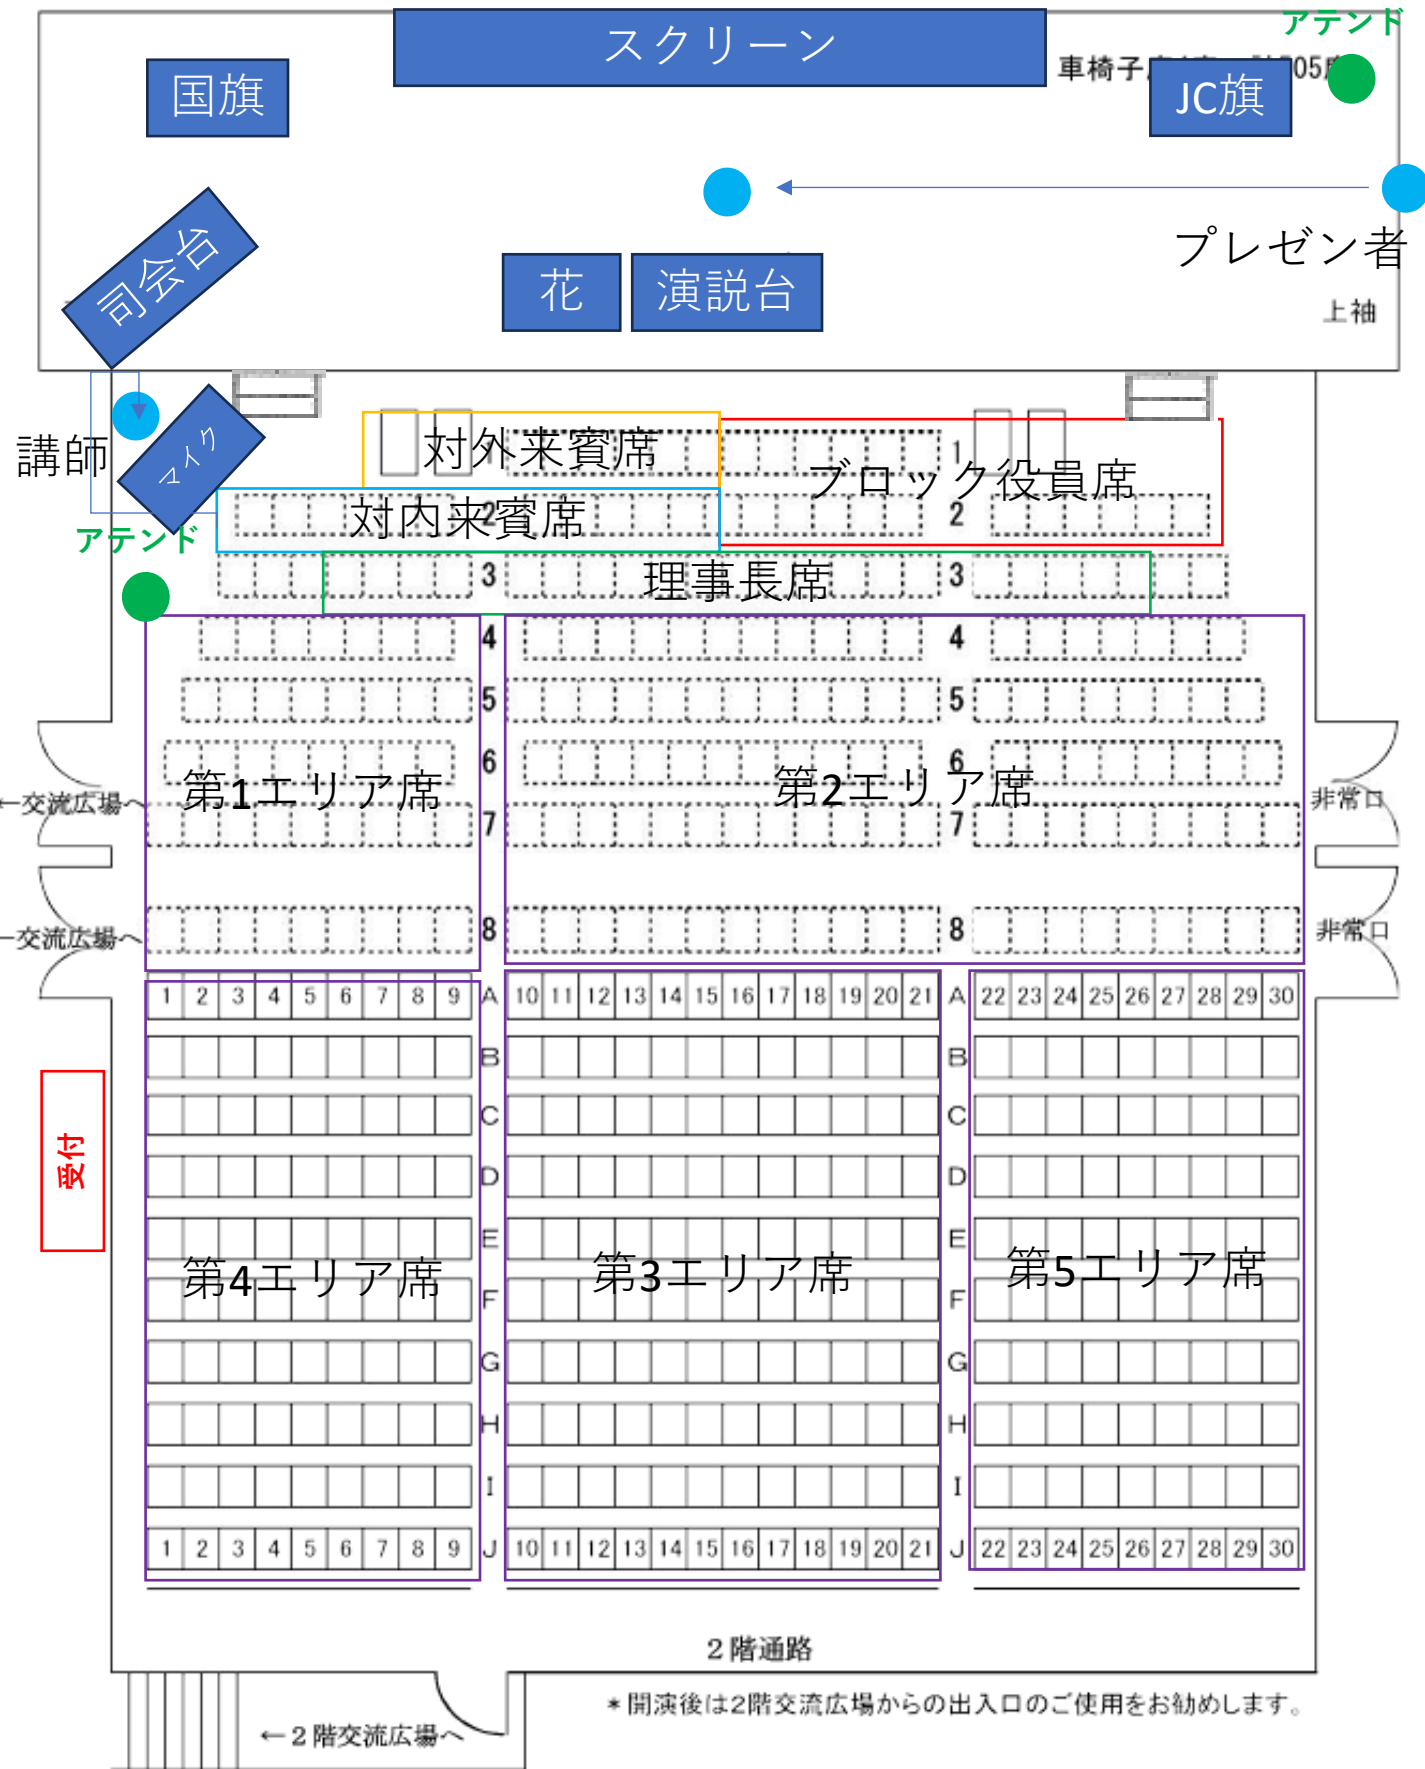 アテンド
スクリーン
車椅子
05
国旗
JC旗
司会台
プレゼン者
花
演説台
上袖
講師
マイク
対外来賓席
1
1
ブロック役員席
対内来賓席
2
2
アテンド
3
理事長席
3
4
4
5
5
6
6
第1エリア席
第2エリア席
←交流広場へ
非常口
7
7
8
8
←交流広場へ
非常口
1 2 3 4 5 6 7 8 9 A 10 11 12 13 14 15 16 17 18 19 20 21 A 22 23 24 25 26 27 28 29 30
B B
C C
受付
D D
E E
第4エリア席
第3エリア席
第5エリア席
F F
G G
H H
I I
1 2 3 4 5 6 7 8 9 J 10 11 12 13 14 15 16 17 18 19 20 21 J 22 23 24 25 26 27 28 29 30
2階通路
*開演後は2階交流広場からの出入口のご使用をお勧めします。
←2階交流広場へ